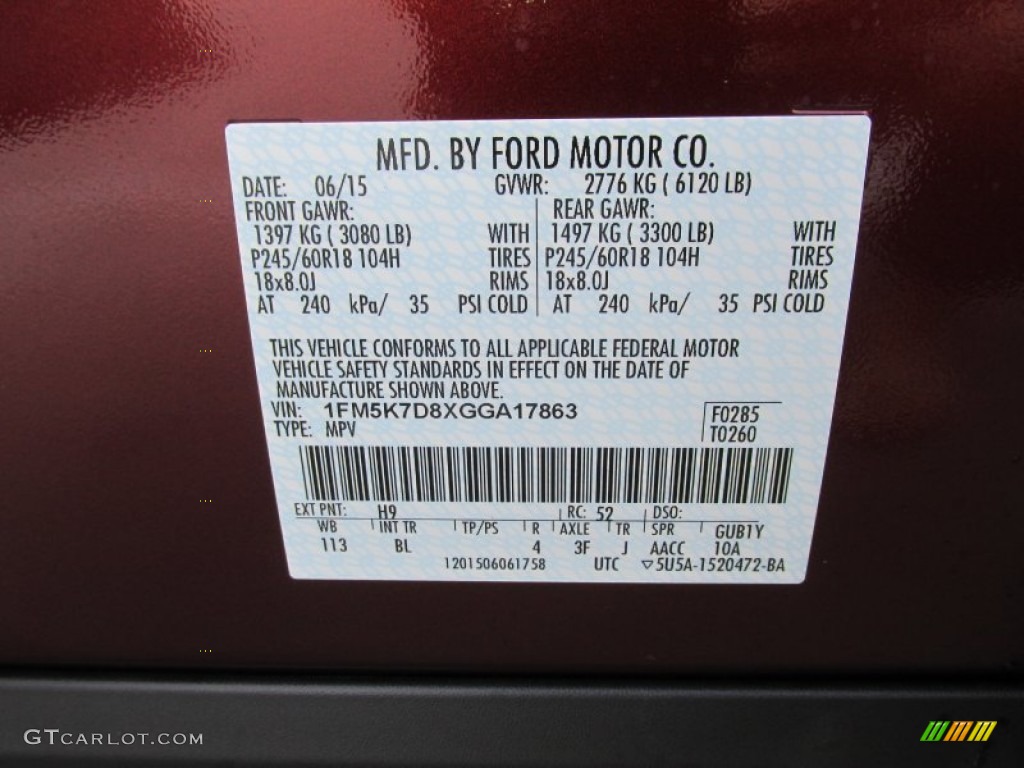 MFD. BY FORD MOTOR CO.
DATE: 06/15 GVWR: 2776 KG ( 6120 LB)
FRONT GAWR: REAR GAWR:
1397 KG ( 3080 LB) WITH 1497 KG ( 3300 LB) WITH
P245/60R18 104H TIRES P245/60R18 104H TIRES
18x8.0J RIMS 18x8.0J RIMS
AT 240 kPa/ 35 PSI COLD AT 240 kPa/ 35 PSI COLD
THIS VEHICLE CONFORMS TO ALL APPLICABLE FEDERAL MOTOR
VEHICLE SAFETY STANDARDS IN EFFECT ON THE DATE OF
MANUFACTURE SHOWN ABOVE.
VIN: 1FM5K7D8XGGA17863 F0285
TYPE: MPV T0260
EXT PNT: H9 RC: 52 DSO:
WB INT TR TP/PS R AXLE TR SPR GUB1Y
113 BL 4 3F J AACC 10A
1201506061758 UTC ▽5U5A-1520472-BA
GTCARLOT.COM